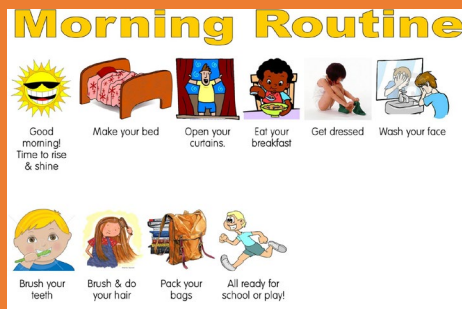 Morning Routine
Good
morning!
Time to rise
& shine
Make your bed
Open your
curtains.
Eat your
breakfast
Get dressed
Wash your face
Brush your
teeth
Brush & do
your hair
Pack your
bags
All ready for
school or play!